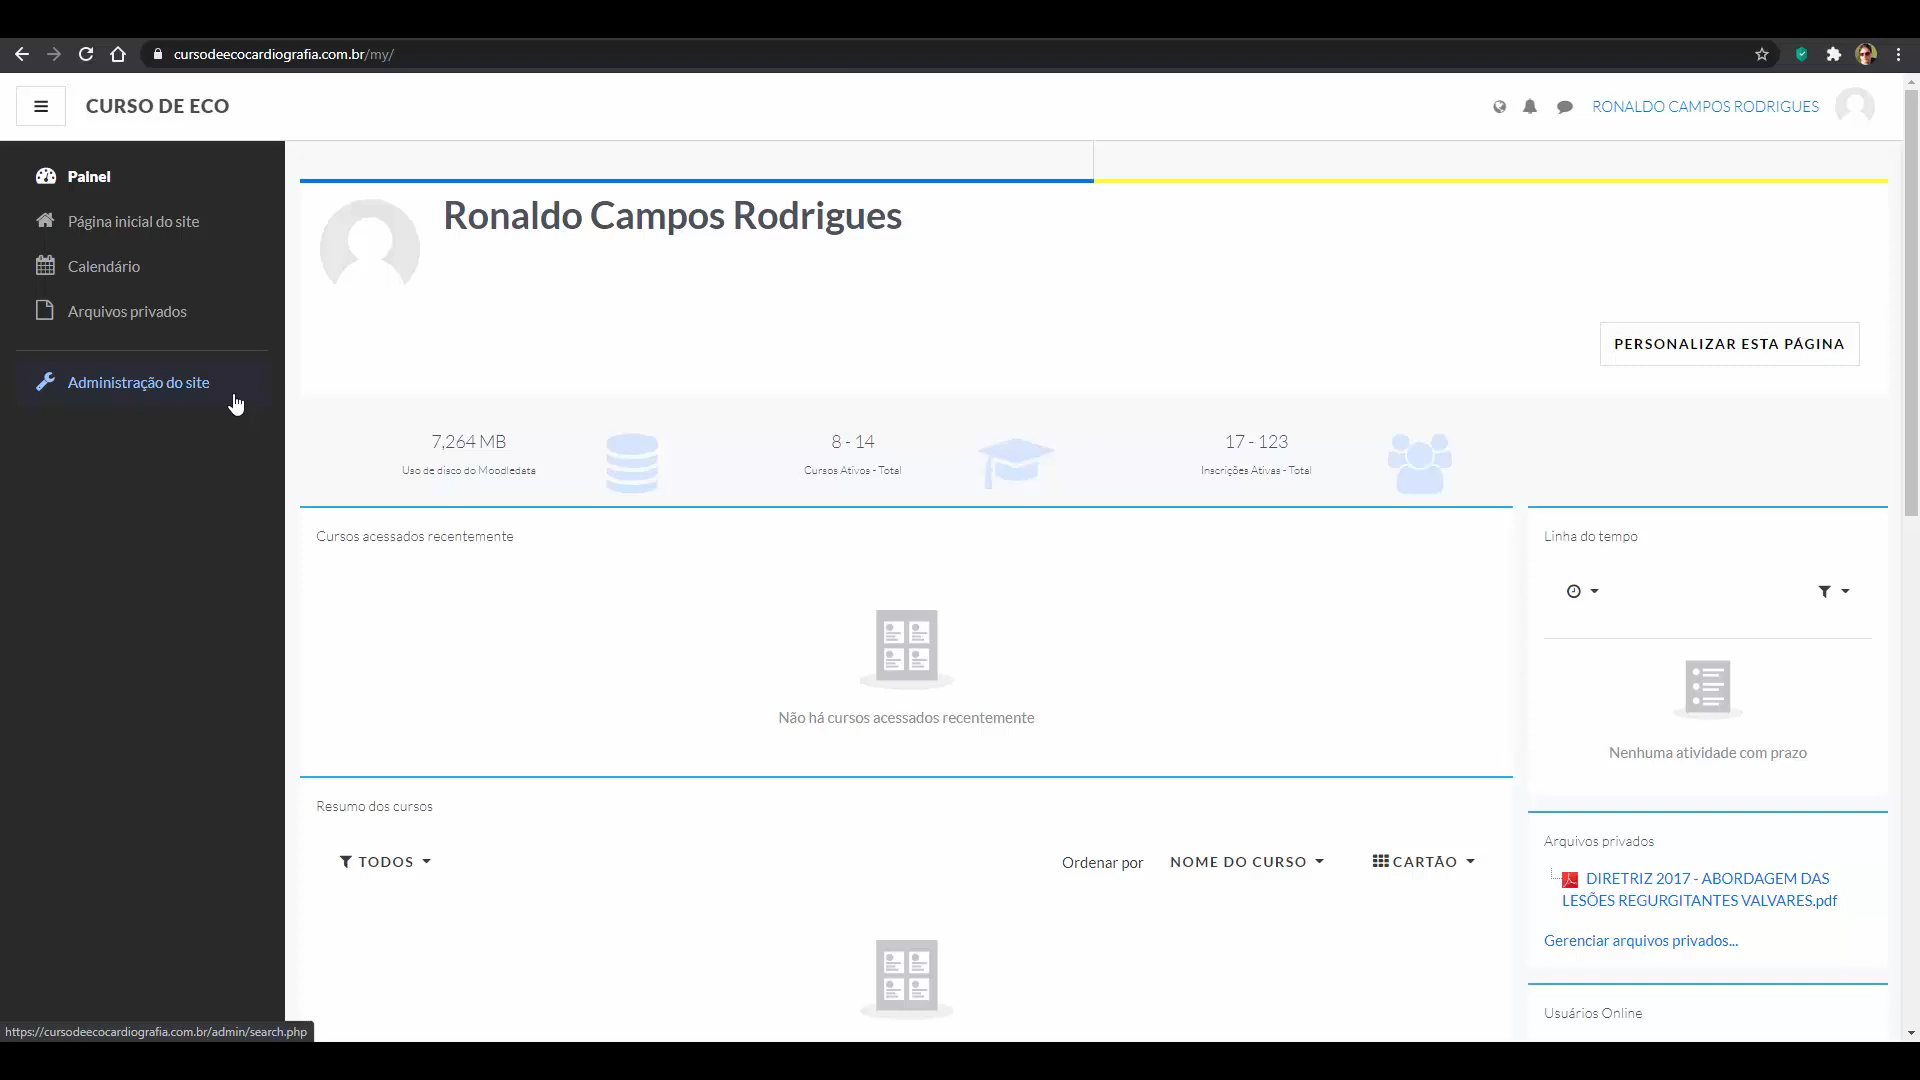 cursodeecocardiografia.com.br/my/
CURSO DE ECO
RONALDO CAMPOS RODRIGUES
Painel
Página inicial do site
Calendário
Arquivos privados
Administração do site
Ronaldo Campos Rodrigues
PERSONALIZAR ESTA PÁGINA
7,264 MB
Uso de disco do Moodledata
8 - 14
Cursos Ativos - Total
17 - 123
Inscrições Ativas - Total
Cursos acessados recentemente
Não há cursos acessados recentemente
Linha do tempo
Nenhuma atividade com prazo
Resumo dos cursos
TODOS
Ordenar por
NOME DO CURSO
CARTÃO
Arquivos privados
DIRETRIZ 2017 - ABORDAGEM DAS
LESÕES REGURGITANTES VALVARES.pdf
Gerenciar arquivos privados...
Usuários Online
https://cursodeecocardiografia.com.br/admin/search.php